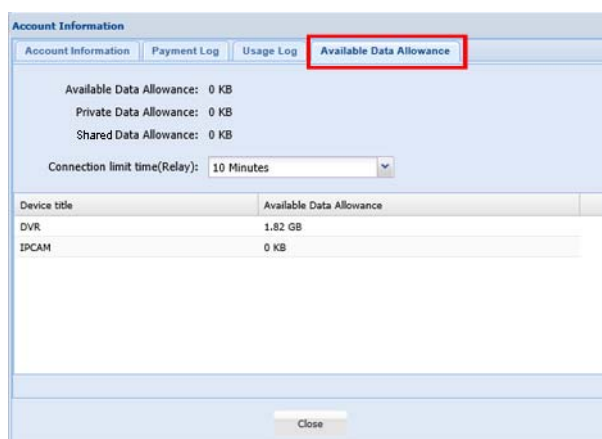 Account Information
Account Information Payment Log Usage Log Available Data Allowance
Available Data Allowance: 0 KB
Private Data Allowance: 0 KB
Shared Data Allowance: 0 KB
Connection limit time(Relay): 10 Minutes
Device title Available Data Allowance
DVR 1.82 GB
IPCAM 0 KB
Close